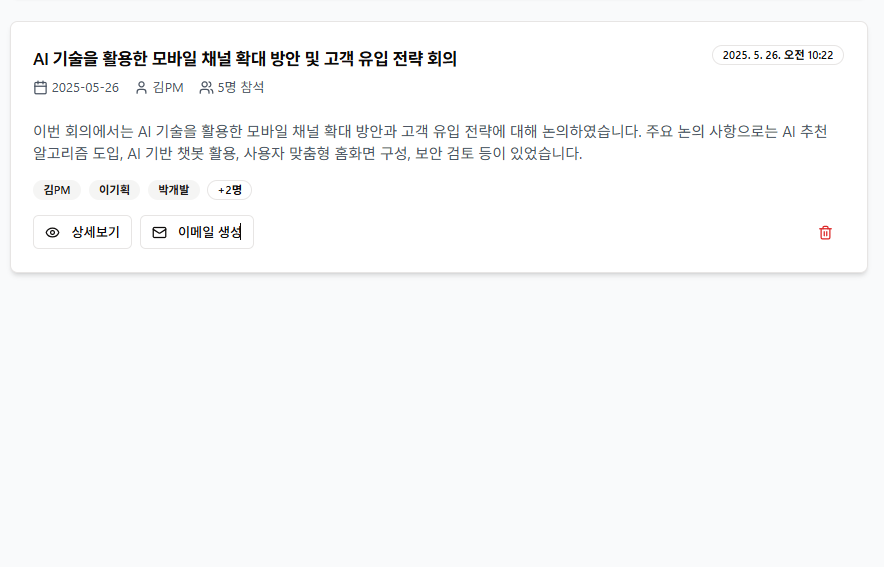 AI 기술을 활용한 모바일 채널 확대 방안 및 고객 유입 전략 회의
2025. 5. 26. 오전 10:22
2025-05-26 김PM 5명 참석
이번 회의에서는 AI 기술을 활용한 모바일 채널 확대 방안과 고객 유입 전략에 대해 논의하였습니다. 주요 논의 사항으로는 AI 추천
알고리즘 도입, AI 기반 챗봇 활용, 사용자 맞춤형 홈화면 구성, 보안 검토 등이 있었습니다.
김PM 이기획 박개발 +2명
상세보기 이메일 생성